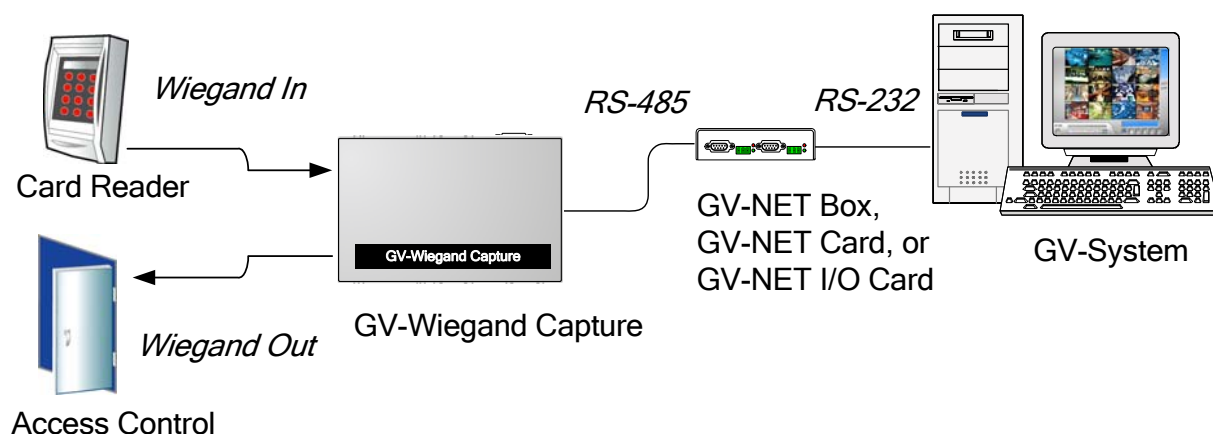 Wiegand In
RS-485
RS-232
Card Reader
GV-Wiegand Capture
GV-NET Box,
GV-NET Card, or
GV-NET I/O Card
GV-System
GV-Wiegand Capture
Wiegand Out
Access Control